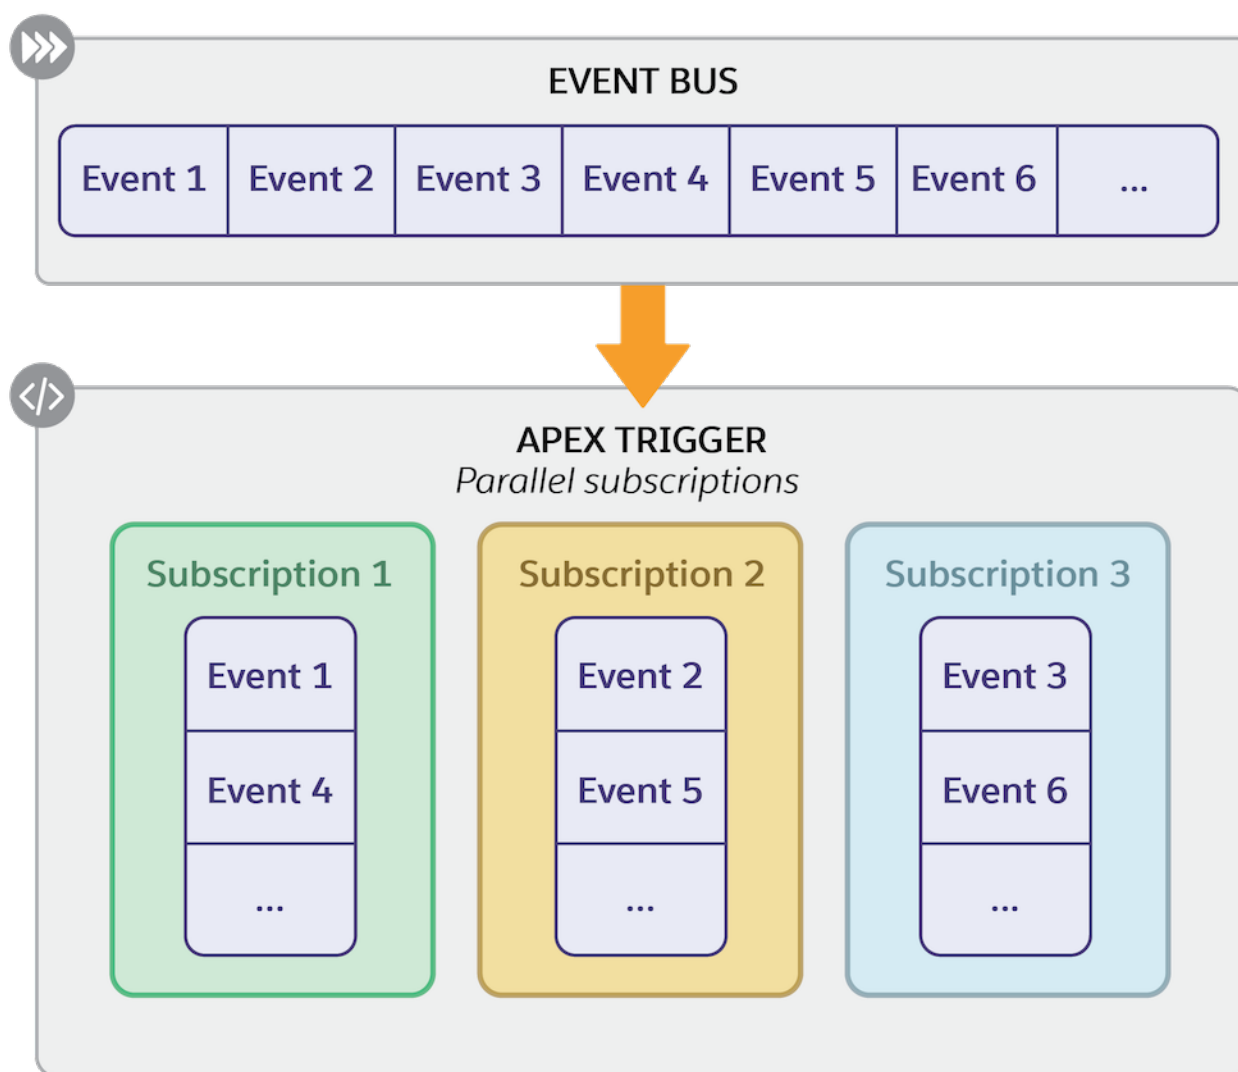 EVENT BUS
Event 1 Event 2 Event 3 Event 4 Event 5 Event 6 ...
</>
APEX TRIGGER
Parallel subscriptions
Subscription 1
Event 1
Event 4
...
Subscription 2
Event 2
Event 5
...
Subscription 3
Event 3
Event 6
...